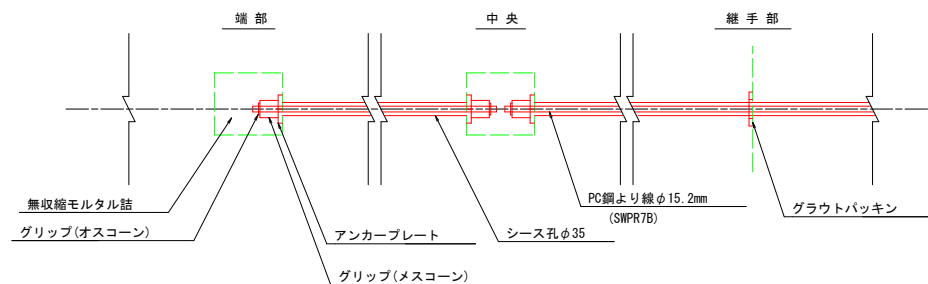 端 部
中 央
継 手 部
無収縮モルタル詰
グリップ(オスコーン)
アンカープレート
グリップ(メスコーン)
シース孔φ35
PC鋼より線φ15.2mm
(SWPR7B)
グラウトパッキン